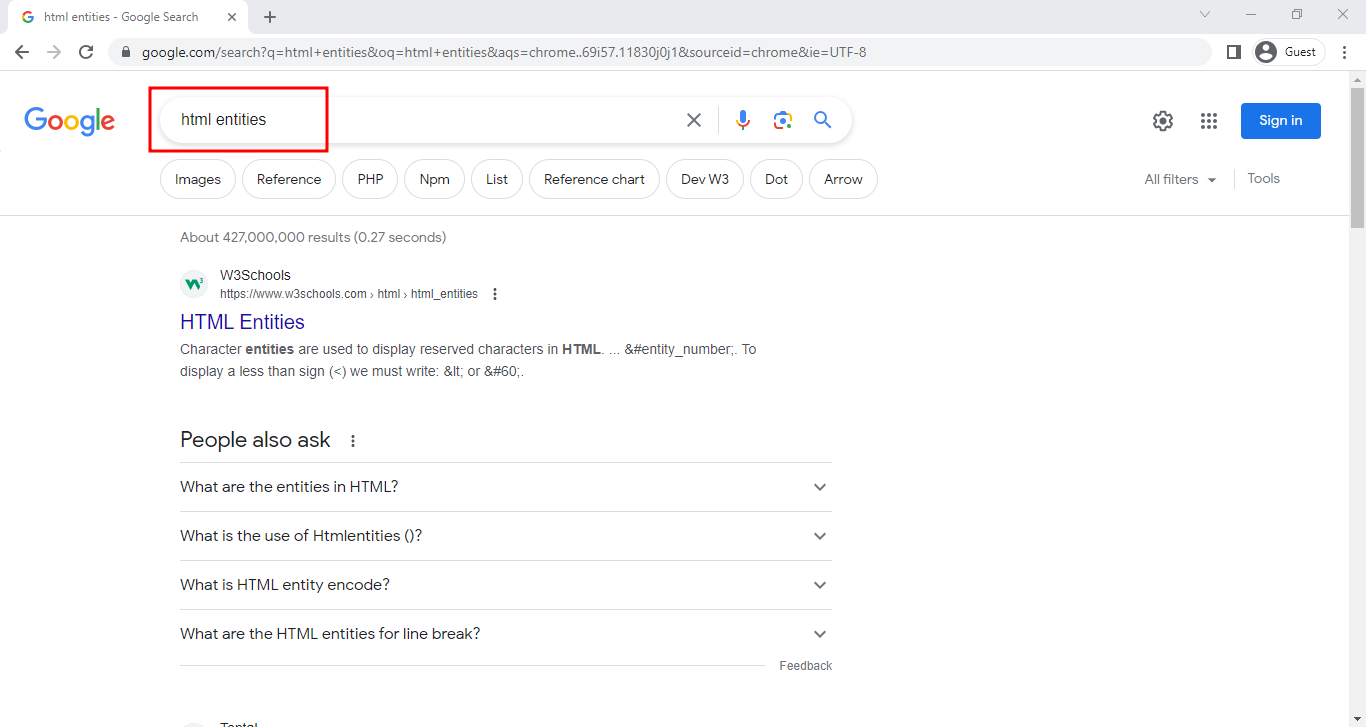 html entities - Google Search
google.com/search?q=html+entities&oq=html+entities&aqs=chrome..69i57.11830j0j1&sourceid=chrome&ie=UTF-8
Guest
Google
html entities
Sign in
Images
Reference
PHP
Npm
List
Reference chart
Dev W3
Dot
Arrow
All filters
Tools
About 427,000,000 results (0.27 seconds)
W3Schools
https://www.w3schools.com › html › html_entities
HTML Entities
Character entities are used to display reserved characters in HTML. ... &#entity_number;. To
display a less than sign (<) we must write: &lt; or &#60;.
People also ask
What are the entities in HTML?
What is the use of Htmlentities ()?
What is HTML entity encode?
What are the HTML entities for line break?
Feedback